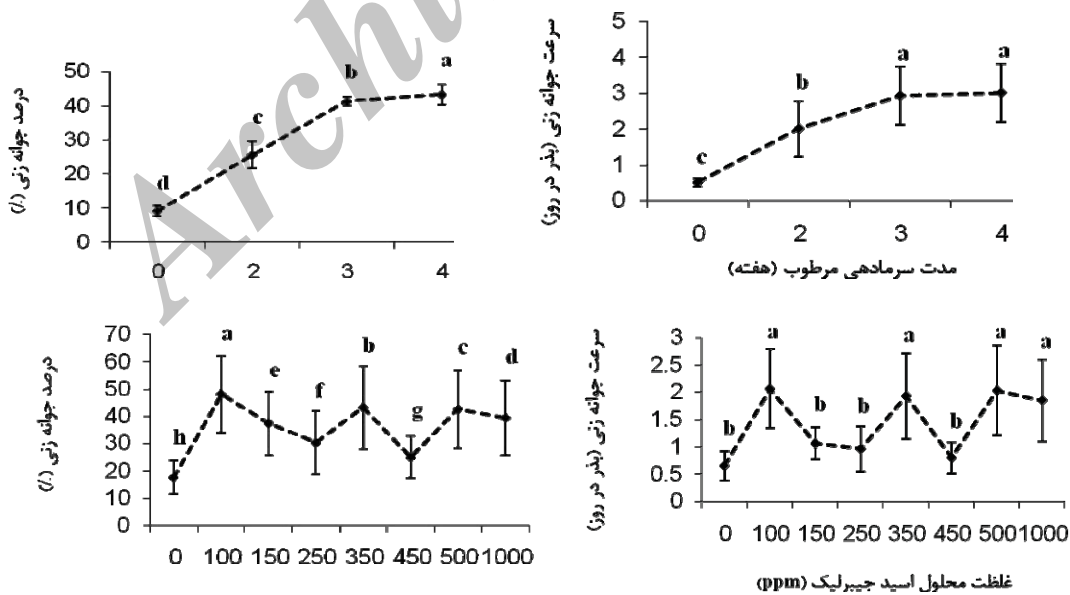 Archi
درصد جوانه زنی (٪)
50
40
30
20
10
0
d
c
b
a
0 2 3 4
سرعت جوانه زنی (بذر در روز)
5
4
3
2
1
0
c
b
a
a
0 2 3 4
مدت سرمادهی مرطوب (هفته)
درصد جوانه زنی (٪)
70
60
50
40
30
20
10
0
h
a
e
f
b
g
c
d
0 100 150 250 350 450 500 1000
سرعت جوانه زنی (بذر در روز)
3
2.5
2
1.5
1
0.5
0
b
a
b
b
a
b
a
a
0 100 150 250 350 450 5001000
غلظت محلول اسید جیبرلیک (ppm)